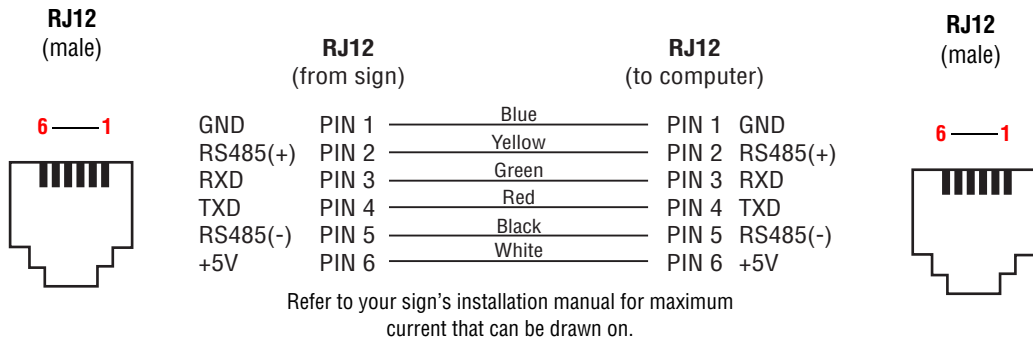 RJ12
(male)
RJ12
(from sign)
RJ12
(to computer)
RJ12
(male)
6 1
6 1
GND PIN 1 Blue PIN 1 GND
RS485(+) PIN 2 Yellow PIN 2 RS485(+)
RXD PIN 3 Green PIN 3 RXD
TXD PIN 4 Red PIN 4 TXD
RS485(-) PIN 5 Black PIN 5 RS485(-)
+5V PIN 6 White PIN 6 +5V
Refer to your sign's installation manual for maximum
current that can be drawn on.